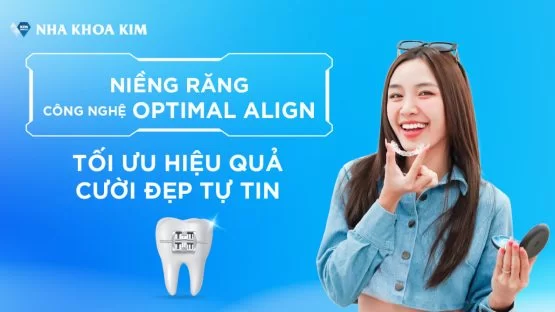 NHA KHOA KIM
NIỀNG RĂNG
CÔNG NGHỆ OPTIMAL ALIGN
TỐI ƯU HIỆU QUẢ
CƯỜI ĐẸP TỰ TIN